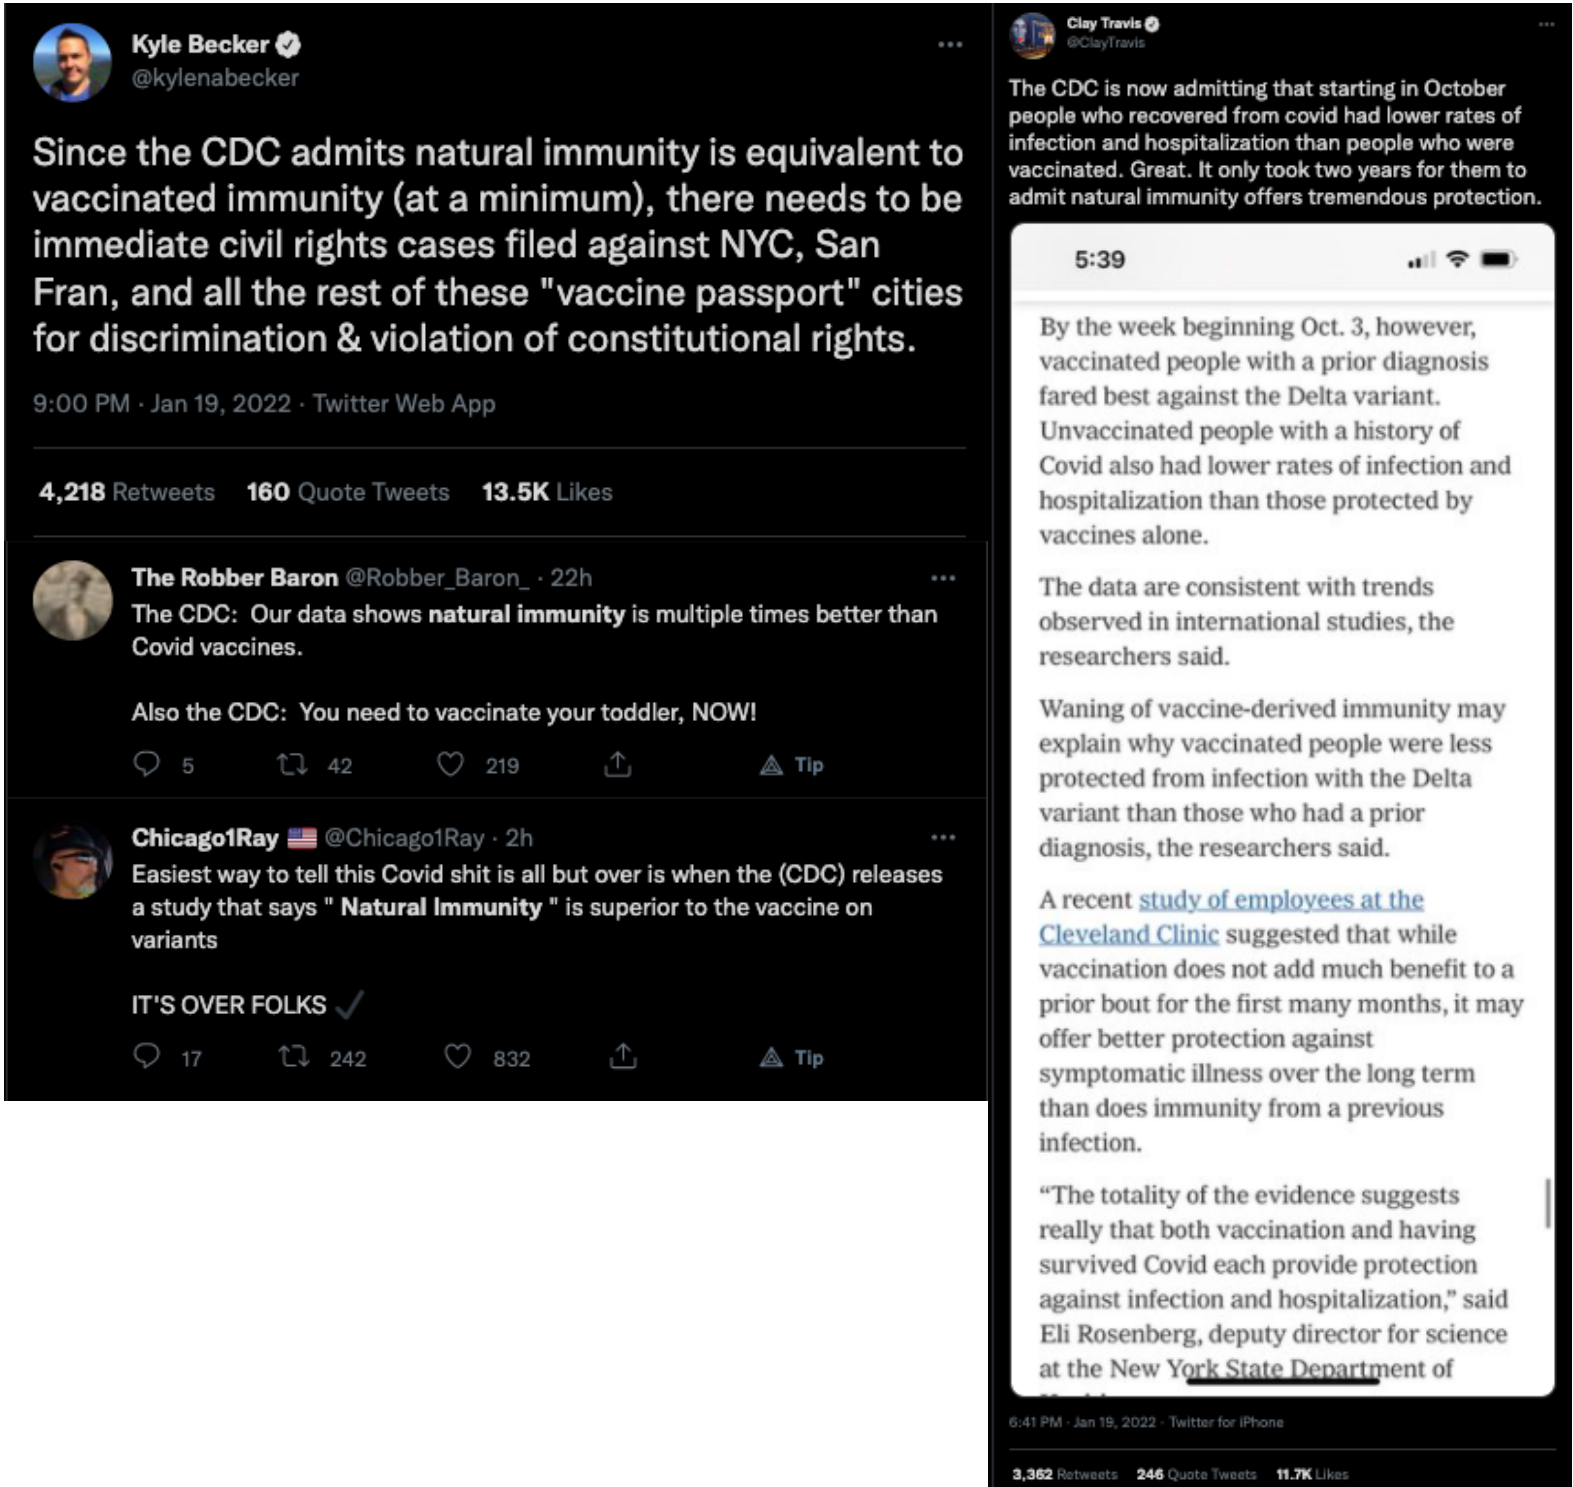 Kyle Becker
@kylenabecker
Since the CDC admits natural immunity is equivalent to
vaccinated immunity (at a minimum), there needs to be
immediate civil rights cases filed against NYC, San
Fran, and all the rest of these "vaccine passport" cities
for discrimination & violation of constitutional rights.
9:00 PM · Jan 19, 2022 · Twitter Web App
4,218 Retweets 160 Quote Tweets 13.5K Likes
The Robber Baron @Robber_Baron_ · 22h
The CDC: Our data shows natural immunity is multiple times better than
Covid vaccines.
Also the CDC: You need to vaccinate your toddler, NOW!
5 42 219 Tip
Chicago1Ray @Chicago1Ray · 2h
Easiest way to tell this Covid shit is all but over is when the (CDC) releases
a study that says " Natural Immunity " is superior to the vaccine on
variants
IT'S OVER FOLKS
17 242 832 Tip
Clay Travis
@ClayTravis
The CDC is now admitting that starting in October
people who recovered from covid had lower rates of
infection and hospitalization than people who were
vaccinated. Great. It only took two years for them to
admit natural immunity offers tremendous protection.
5:39
By the week beginning Oct. 3, however,
vaccinated people with a prior diagnosis
fared best against the Delta variant.
Unvaccinated people with a history of
Covid also had lower rates of infection and
hospitalization than those protected by
vaccines alone.
The data are consistent with trends
observed in international studies, the
researchers said.
Waning of vaccine-derived immunity may
explain why vaccinated people were less
protected from infection with the Delta
variant than those who had a prior
diagnosis, the researchers said.
A recent study of employees at the
Cleveland Clinic suggested that while
vaccination does not add much benefit to a
prior bout for the first many months, it may
offer better protection against
symptomatic illness over the long term
than does immunity from a previous
infection.
“The totality of the evidence suggests
really that both vaccination and having
survived Covid each provide protection
against infection and hospitalization,” said
Eli Rosenberg, deputy director for science
at the New York State Department of
6:41 PM · Jan 19, 2022 · Twitter for iPhone
3,362 Retweets 246 Quote Tweets 11.7K Likes